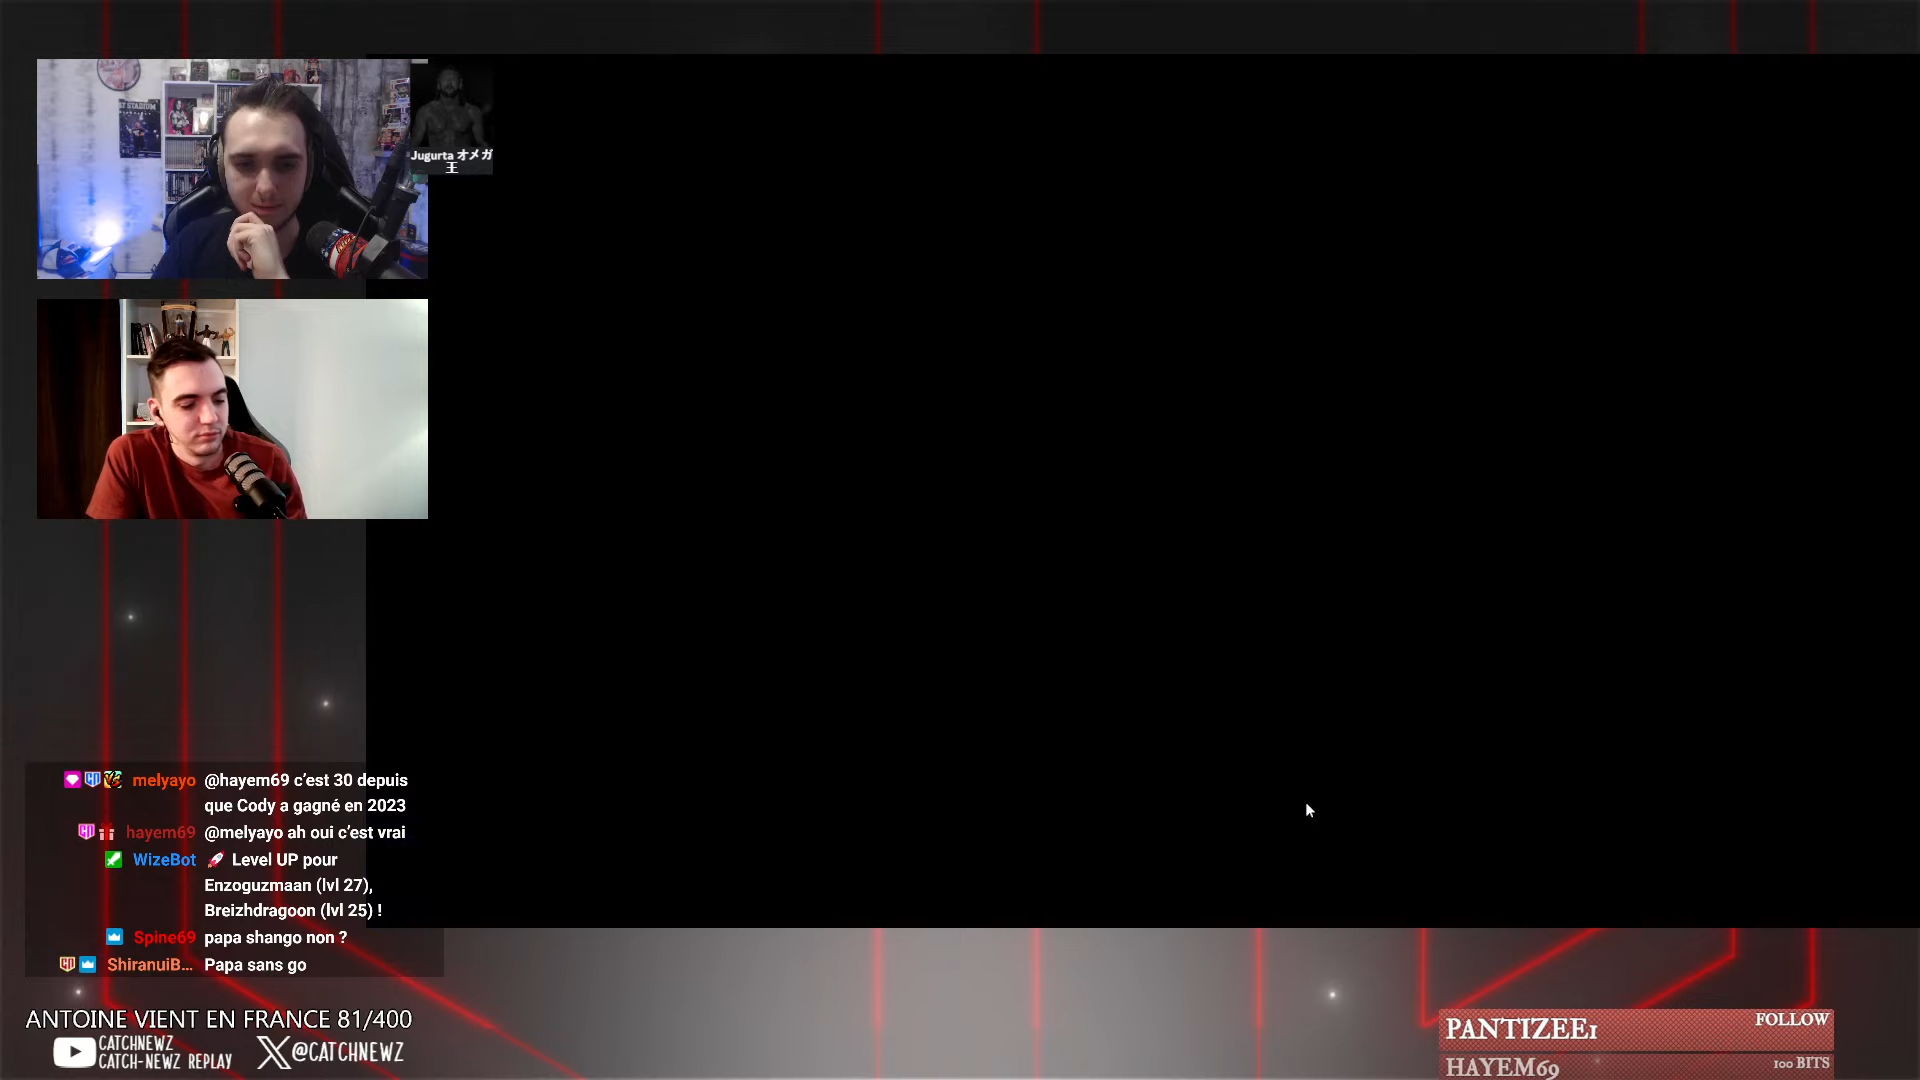 ST STADIUM
Jugurta オメガ
王
melyayo @hayem69 c’est 30 depuis
que Cody a gagné en 2023
hayem69 @melyayo ah oui c’est vrai
WizeBot 🚀 Level UP pour
Enzoguzmaan (lvl 27),
Breizhdragoon (lvl 25) !
Spine69 papa shango non ?
ShiranuiB... Papa sans go
ANTOINE VIENT EN FRANCE 81/400
CATCHNEWZ
CATCH-NEWZ REPLAY
@CATCHNEWZ
PANTIZEE1 FOLLOW
HAYEM69 100 BITS